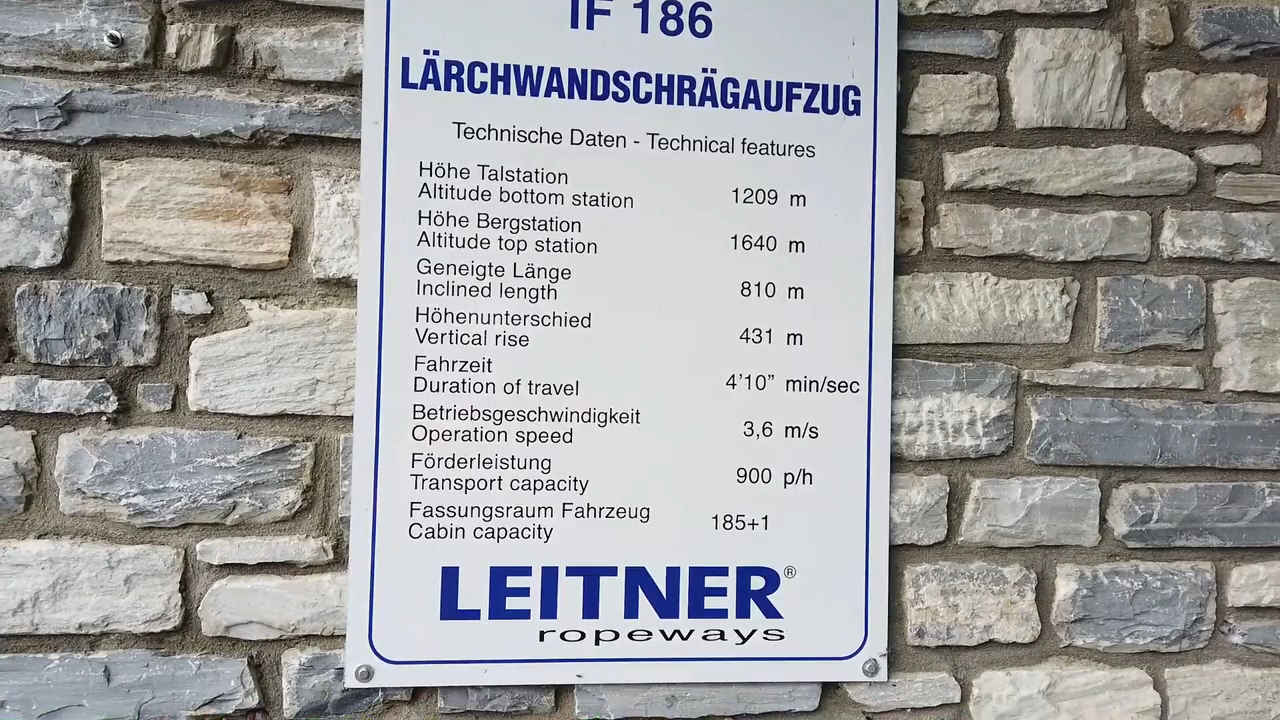 IF 186
LÄRCHWANDSCHRÄGAUFZUG
Technische Daten - Technical features
Höhe Talstation
Altitude bottom station 1209 m
Höhe Bergstation
Altitude top station 1640 m
Geneigte Länge
Inclined length 810 m
Höhenunterschied
Vertical rise 431 m
Fahrzeit
Duration of travel 4'10" min/sec
Betriebsgeschwindigkeit
Operation speed 3,6 m/s
Förderleistung
Transport capacity 900 p/h
Fassungsraum Fahrzeug
Cabin capacity 185+1
LEITNER®
ropeways